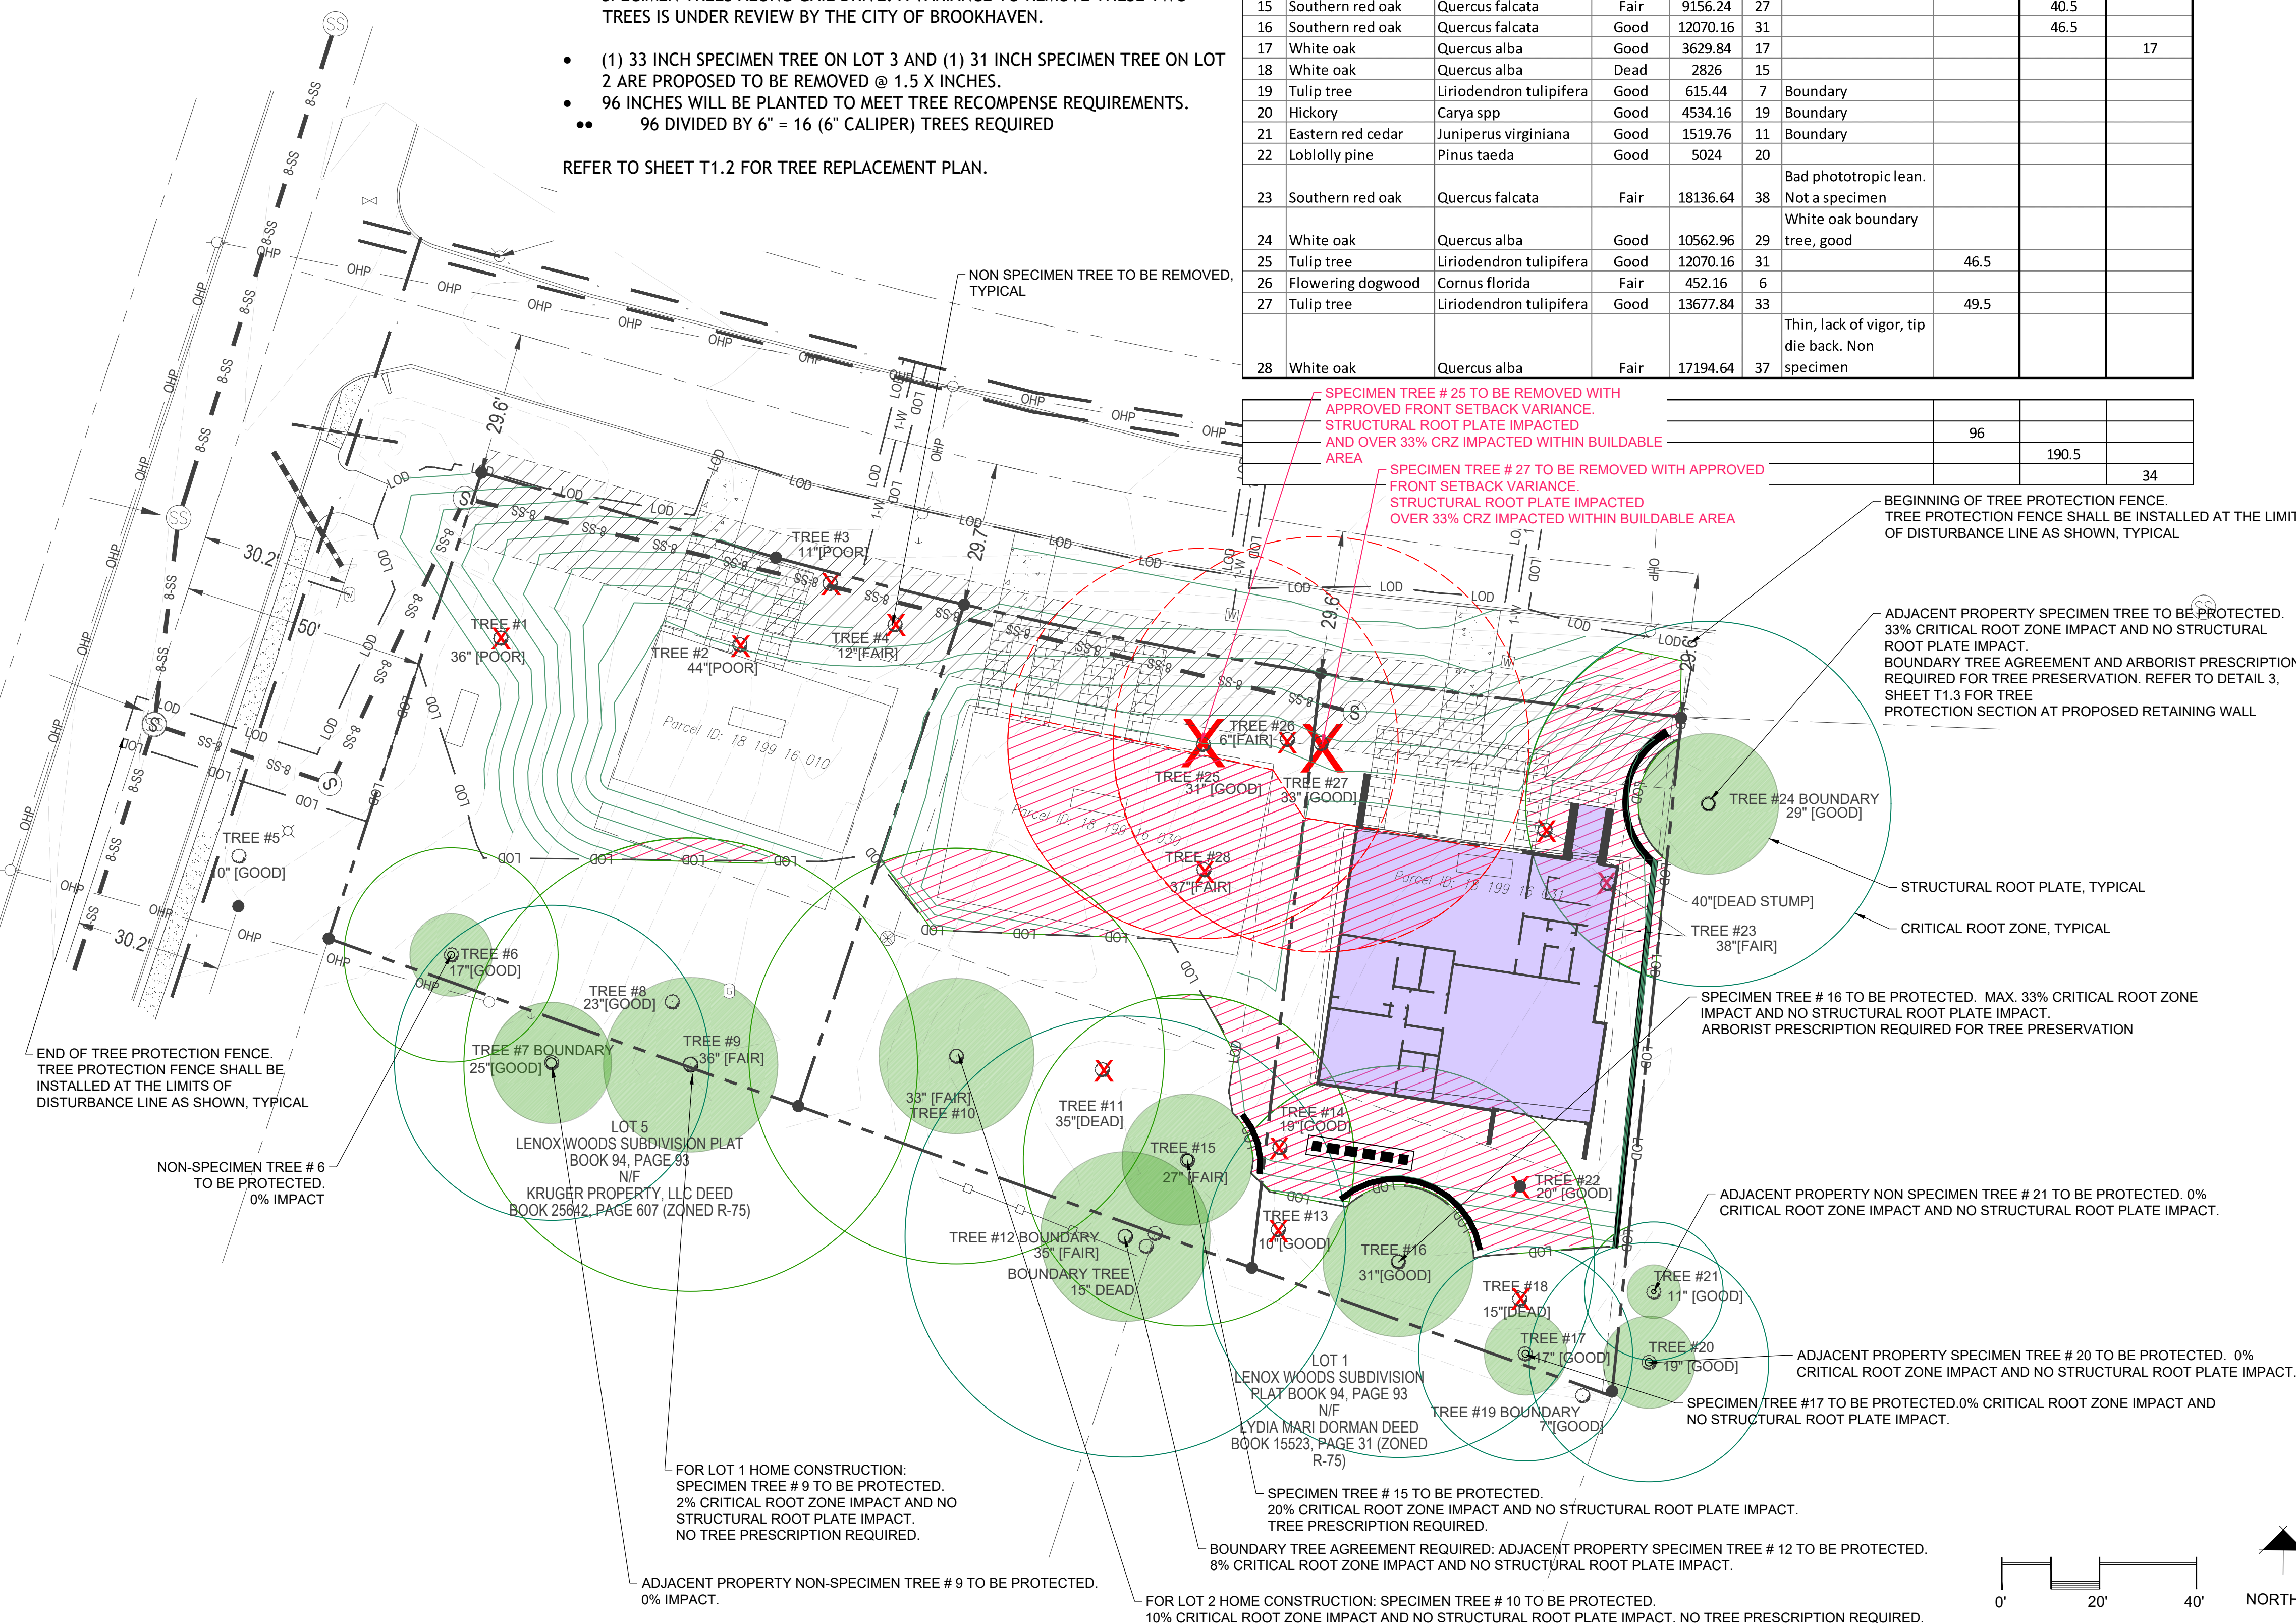 TREES IS UNDER REVIEW BY THE CITY OF BROOKHAVEN.
• (1) 33 INCH SPECIMEN TREE ON LOT 3 AND (1) 31 INCH SPECIMEN TREE ON LOT
2 ARE PROPOSED TO BE REMOVED @ 1.5 X INCHES.
• 96 INCHES WILL BE PLANTED TO MEET TREE RECOMPENSE REQUIREMENTS.
•• 96 DIVIDED BY 6" = 16 (6" CALIPER) TREES REQUIRED
REFER TO SHEET T1.2 FOR TREE REPLACEMENT PLAN.
15 Southern red oak Quercus falcata Fair 9156.24 27 40.5
16 Southern red oak Quercus falcata Good 12070.16 31 46.5
17 White oak Quercus alba Good 3629.84 17 17
18 White oak Quercus alba Dead 2826 15
19 Tulip tree Liriodendron tulipifera Good 615.44 7 Boundary
20 Hickory Carya spp Good 4534.16 19 Boundary
21 Eastern red cedar Juniperus virginiana Good 1519.76 11 Boundary
22 Loblolly pine Pinus taeda Good 5024 20
Bad phototropic lean.
23 Southern red oak Quercus falcata Fair 18136.64 38 Not a specimen
White oak boundary
24 White oak Quercus alba Good 10562.96 29 tree, good
25 Tulip tree Liriodendron tulipifera Good 12070.16 31 46.5
26 Flowering dogwood Cornus florida Fair 452.16 6
27 Tulip tree Liriodendron tulipifera Good 13677.84 33 49.5
Thin, lack of vigor, tip
die back. Non
28 White oak Quercus alba Fair 17194.64 37 specimen
96
190.5
34
NON SPECIMEN TREE TO BE REMOVED,
TYPICAL
SPECIMEN TREE # 25 TO BE REMOVED WITH
APPROVED FRONT SETBACK VARIANCE.
STRUCTURAL ROOT PLATE IMPACTED
AND OVER 33% CRZ IMPACTED WITHIN BUILDABLE
AREA
SPECIMEN TREE # 27 TO BE REMOVED WITH APPROVED
FRONT SETBACK VARIANCE.
STRUCTURAL ROOT PLATE IMPACTED
OVER 33% CRZ IMPACTED WITHIN BUILDABLE AREA
BEGINNING OF TREE PROTECTION FENCE.
TREE PROTECTION FENCE SHALL BE INSTALLED AT THE LIMIT
OF DISTURBANCE LINE AS SHOWN, TYPICAL
ADJACENT PROPERTY SPECIMEN TREE TO BE PROTECTED.
33% CRITICAL ROOT ZONE IMPACT AND NO STRUCTURAL
ROOT PLATE IMPACT.
BOUNDARY TREE AGREEMENT AND ARBORIST PRESCRIPTION
REQUIRED FOR TREE PRESERVATION. REFER TO DETAIL 3,
SHEET T1.3 FOR TREE
PROTECTION SECTION AT PROPOSED RETAINING WALL
STRUCTURAL ROOT PLATE, TYPICAL
CRITICAL ROOT ZONE, TYPICAL
SPECIMEN TREE # 16 TO BE PROTECTED. MAX. 33% CRITICAL ROOT ZONE
IMPACT AND NO STRUCTURAL ROOT PLATE IMPACT.
ARBORIST PRESCRIPTION REQUIRED FOR TREE PRESERVATION
ADJACENT PROPERTY NON SPECIMEN TREE # 21 TO BE PROTECTED. 0%
CRITICAL ROOT ZONE IMPACT AND NO STRUCTURAL ROOT PLATE IMPACT.
ADJACENT PROPERTY SPECIMEN TREE # 20 TO BE PROTECTED. 0%
CRITICAL ROOT ZONE IMPACT AND NO STRUCTURAL ROOT PLATE IMPACT.
SPECIMEN TREE #17 TO BE PROTECTED.0% CRITICAL ROOT ZONE IMPACT AND
NO STRUCTURAL ROOT PLATE IMPACT.
END OF TREE PROTECTION FENCE.
TREE PROTECTION FENCE SHALL BE
INSTALLED AT THE LIMITS OF
DISTURBANCE LINE AS SHOWN, TYPICAL
NON-SPECIMEN TREE # 6
TO BE PROTECTED.
0% IMPACT
FOR LOT 1 HOME CONSTRUCTION:
SPECIMEN TREE # 9 TO BE PROTECTED.
2% CRITICAL ROOT ZONE IMPACT AND NO
STRUCTURAL ROOT PLATE IMPACT.
NO TREE PRESCRIPTION REQUIRED.
ADJACENT PROPERTY NON-SPECIMEN TREE # 9 TO BE PROTECTED.
0% IMPACT.
SPECIMEN TREE # 15 TO BE PROTECTED.
20% CRITICAL ROOT ZONE IMPACT AND NO STRUCTURAL ROOT PLATE IMPACT.
TREE PRESCRIPTION REQUIRED.
BOUNDARY TREE AGREEMENT REQUIRED: ADJACENT PROPERTY SPECIMEN TREE # 12 TO BE PROTECTED.
8% CRITICAL ROOT ZONE IMPACT AND NO STRUCTURAL ROOT PLATE IMPACT.
FOR LOT 2 HOME CONSTRUCTION: SPECIMEN TREE # 10 TO BE PROTECTED.
10% CRITICAL ROOT ZONE IMPACT AND NO STRUCTURAL ROOT PLATE IMPACT. NO TREE PRESCRIPTION REQUIRED.
TREE #1
36" [POOR]
TREE #2
44"[POOR]
TREE #3
11"[POOR]
TREE #4
12"[FAIR]
TREE #5
10" [GOOD]
TREE #6
17"[GOOD]
TREE #7 BOUNDARY
25"[GOOD]
TREE #8
23"[GOOD]
TREE #9
36" [FAIR]
33" [FAIR]
TREE #10
TREE #11
35"[DEAD]
TREE #12 BOUNDARY
35" [FAIR]
BOUNDARY TREE
15" DEAD
TREE #13
10"[GOOD]
TREE #14
19"[GOOD]
TREE #15
27" [FAIR]
TREE #16
31"[GOOD]
TREE #17
17" [GOOD]
TREE #18
15"[DEAD]
TREE #19 BOUNDARY
7"[GOOD]
TREE #20
19" [GOOD]
TREE #21
11" [GOOD]
TREE #22
20" [GOOD]
40"[DEAD STUMP]
TREE #23
38"[FAIR]
TREE #24 BOUNDARY
29" [GOOD]
TREE #25
31" [GOOD]
TREE #26
6"[FAIR]
TREE #27
33" [GOOD]
TREE #28
37"[FAIR]
Parcel ID: 18 199 16 010
Parcel ID: 18 199 16 030
Parcel ID: 18 199 16 031
LOT 5
LENOX WOODS SUBDIVISION PLAT
BOOK 94, PAGE 93
N/F
KRUGER PROPERTY, LLC DEED
BOOK 25642, PAGE 607 (ZONED R-75)
LOT 1
LENOX WOODS SUBDIVISION
PLAT BOOK 94, PAGE 93
N/F
LYDIA MARI DORMAN DEED
BOOK 15523, PAGE 31 (ZONED
R-75)
29.6'
29.7'
29.6'
29.6'
30.2'
50'
30.2'
SS
8-SS
OHP
LOD
1-W
S
W
G
0' 20' 40'
NORTH